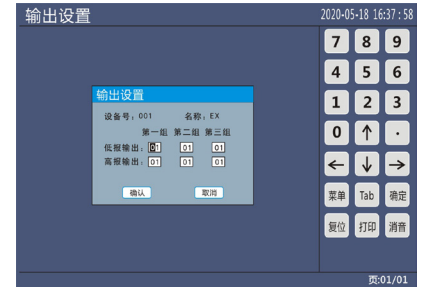 输出设置
2020-05-18 16:37:58
7 8 9
4 5 6
1 2 3
0 ↑ ·
← ↓ →
菜单 Tab 确定
复位 打印 消音
输出设置
设备号:001 名称:EX
第一组 第二组 第三组
低报输出:01 01 01
高报输出:01 01 01
确认 取消
页:01/01